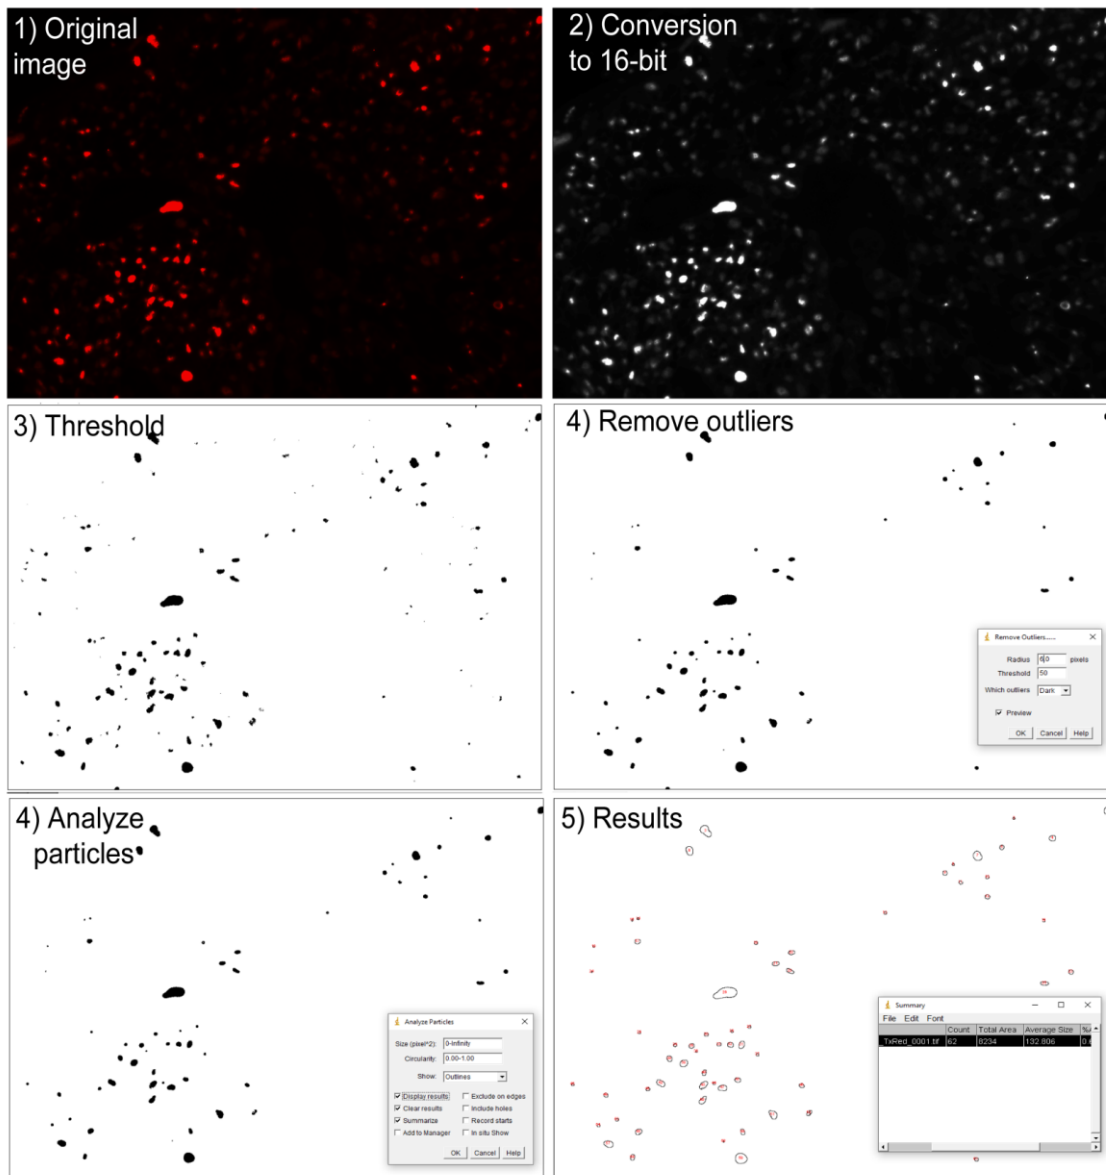 1) Original
image
2) Conversion
to 16-bit
3) Threshold
4) Remove outliers
Remove Outliers...... ×
Radius 6.0 pixels
Threshold 50
Which outliers Dark
Preview
OK Cancel Help
4) Analyze
particles
Analyze Particles ×
Size (pixel^2): 0-Infinity
Circularity: 0.00-1.00
Show: Outlines
Display results Exclude on edges
Clear results Include holes
Summarize Record starts
Add to Manager In situ Show
OK Cancel Help
5) Results
Summary
File Edit Font
Count Total Area Average Size
TxRed_0001.tif 62 8234 132.806